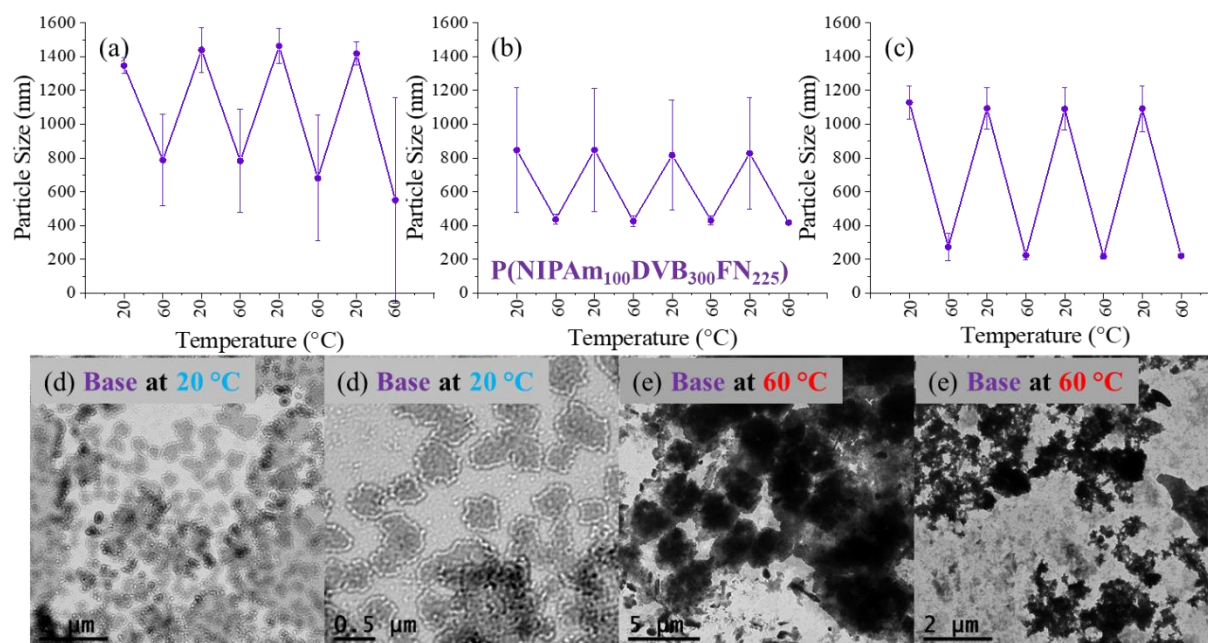 (a)
1600
1400
1200
1000
800
600
400
200
0
Particle Size (nm)
20
60
20
60
20
60
20
60
Temperature (°C)
(b)
1600
1400
1200
1000
800
600
400
200
0
Particle Size (nm)
P(NIPAm₁₀₀DVB₃₀₀FN₂₂₅)
20
60
20
60
20
60
20
60
Temperature (°C)
(c)
1600
1400
1200
1000
800
600
400
200
0
Particle Size (nm)
20
60
20
60
20
60
20
60
Temperature (°C)
(d) Base at 20 °C
2 μm
(d) Base at 20 °C
0.5 μm
(e) Base at 60 °C
5 μm
(e) Base at 60 °C
2 μm